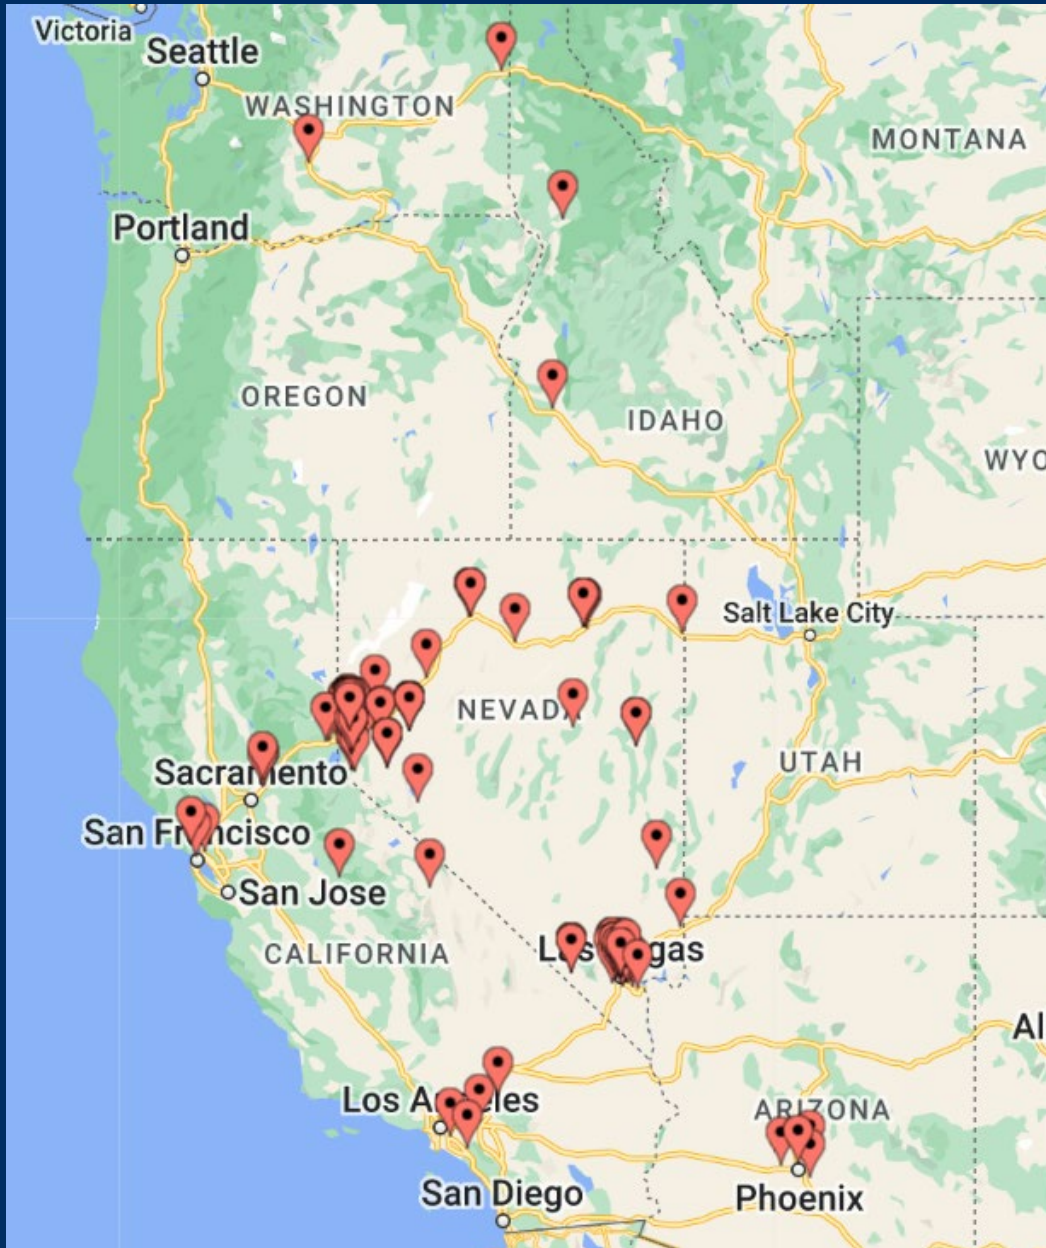 Victoria
Seattle
WASHINGTON
MONTANA
Portland
OREGON
IDAHO
WYO
Salt Lake City
NEVADA
UTAH
Sacramento
San Francisco
San Jose
CALIFORNIA
Las Vegas
Al
Los Angeles
ARIZONA
San Diego
Phoenix